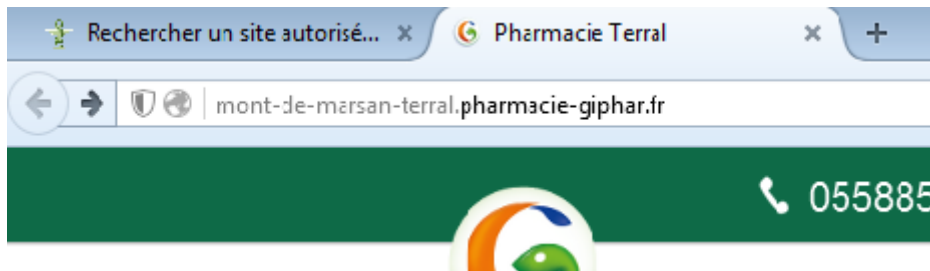 Rechercher un site autorisé... Pharmacie Terral
mont-de-marsan-terral.pharmacie-giphar.fr
055885